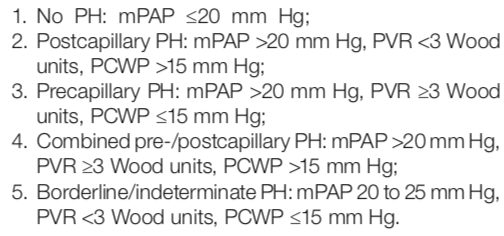 1. No PH: mPAP ≤20 mm Hg;
2. Postcapillary PH: mPAP >20 mm Hg, PVR <3 Wood
units, PCWP >15 mm Hg;
3. Precapillary PH: mPAP >20 mm Hg, PVR ≥3 Wood
units, PCWP ≤15 mm Hg;
4. Combined pre-/postcapillary PH: mPAP >20 mm Hg,
PVR ≥3 Wood units, PCWP >15 mm Hg;
5. Borderline/indeterminate PH: mPAP 20 to 25 mm Hg,
PVR <3 Wood units, PCWP ≤15 mm Hg.